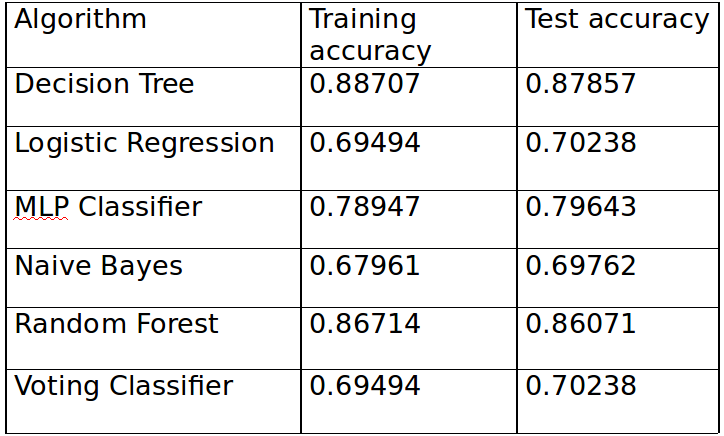 Algorithm Training Test accuracy
accuracy
Decision Tree 0.88707 0.87857
Logistic Regression 0.69494 0.70238
MLP Classifier 0.78947 0.79643
Naive Bayes 0.67961 0.69762
Random Forest 0.86714 0.86071
Voting Classifier 0.69494 0.70238